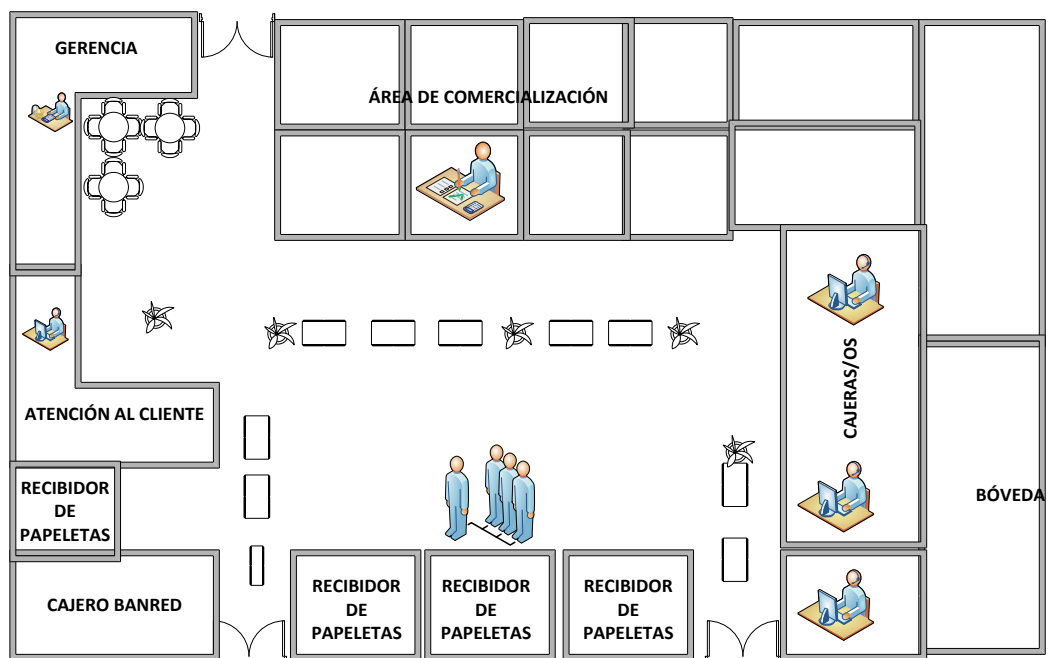 GERENCIA
ÁREA DE COMERCIALIZACIÓN
CAJERAS/OS
ATENCIÓN AL CLIENTE
RECIBIDOR
DE
PAPELETAS
BÓVEDA
CAJERO BANRED
RECIBIDOR
DE
PAPELETAS
RECIBIDOR
DE
PAPELETAS
RECIBIDOR
DE
PAPELETAS